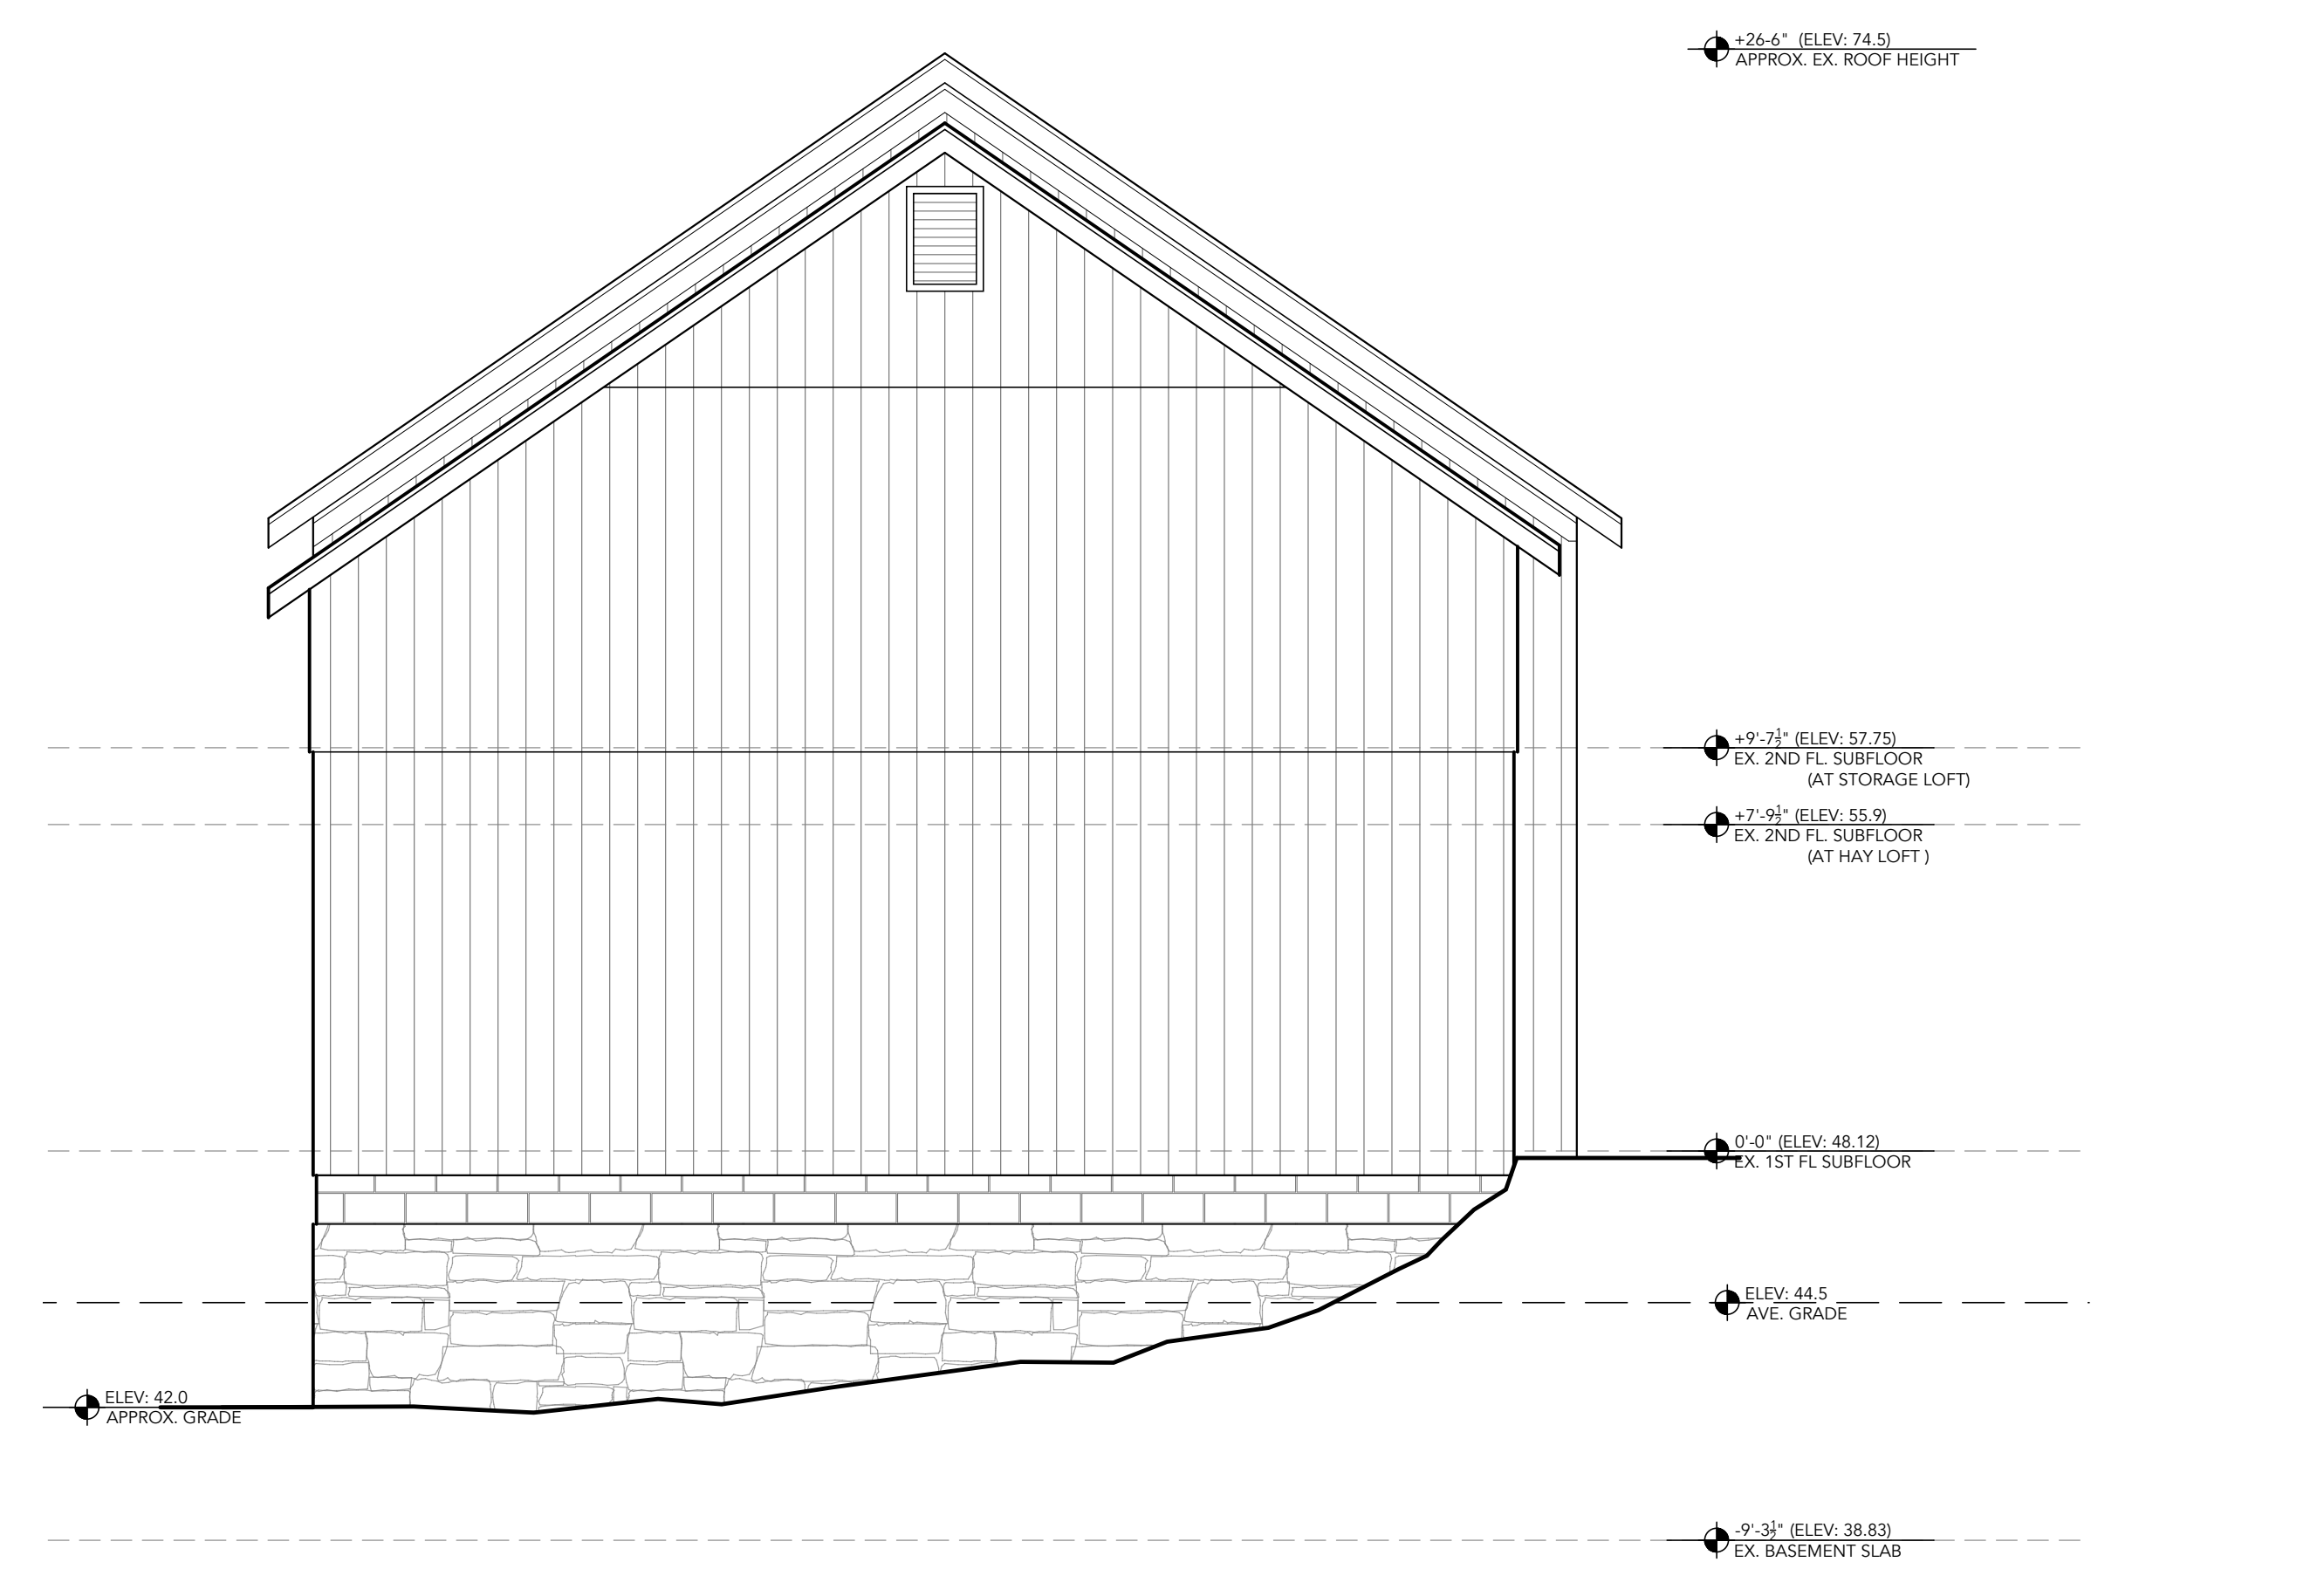 +26-6" (ELEV: 74.5)
APPROX. EX. ROOF HEIGHT
+9'-7½" (ELEV: 57.75)
EX. 2ND FL. SUBFLOOR
(AT STORAGE LOFT)
+7'-9½" (ELEV: 55.9)
EX. 2ND FL. SUBFLOOR
(AT HAY LOFT )
0'-0" (ELEV: 48.12)
EX. 1ST FL SUBFLOOR
ELEV: 44.5
AVE. GRADE
ELEV: 42.0
APPROX. GRADE
-9'-3½" (ELEV: 38.83)
EX. BASEMENT SLAB